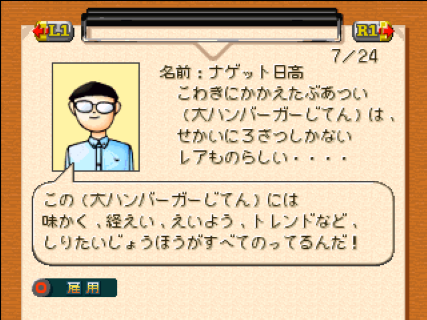 L1
R1
7/24
名前:ナゲット日高
こわきにかかえたぶあつい
(大ハンバーガーじてん)は、
せかいに3さつしかない
レアものらしい・・・・
この(大ハンバーガーじてん)には
味かく、経えい、えいよう、トレンドなど、
しりたいじょうほうがすべてのってるんだ!
雇用